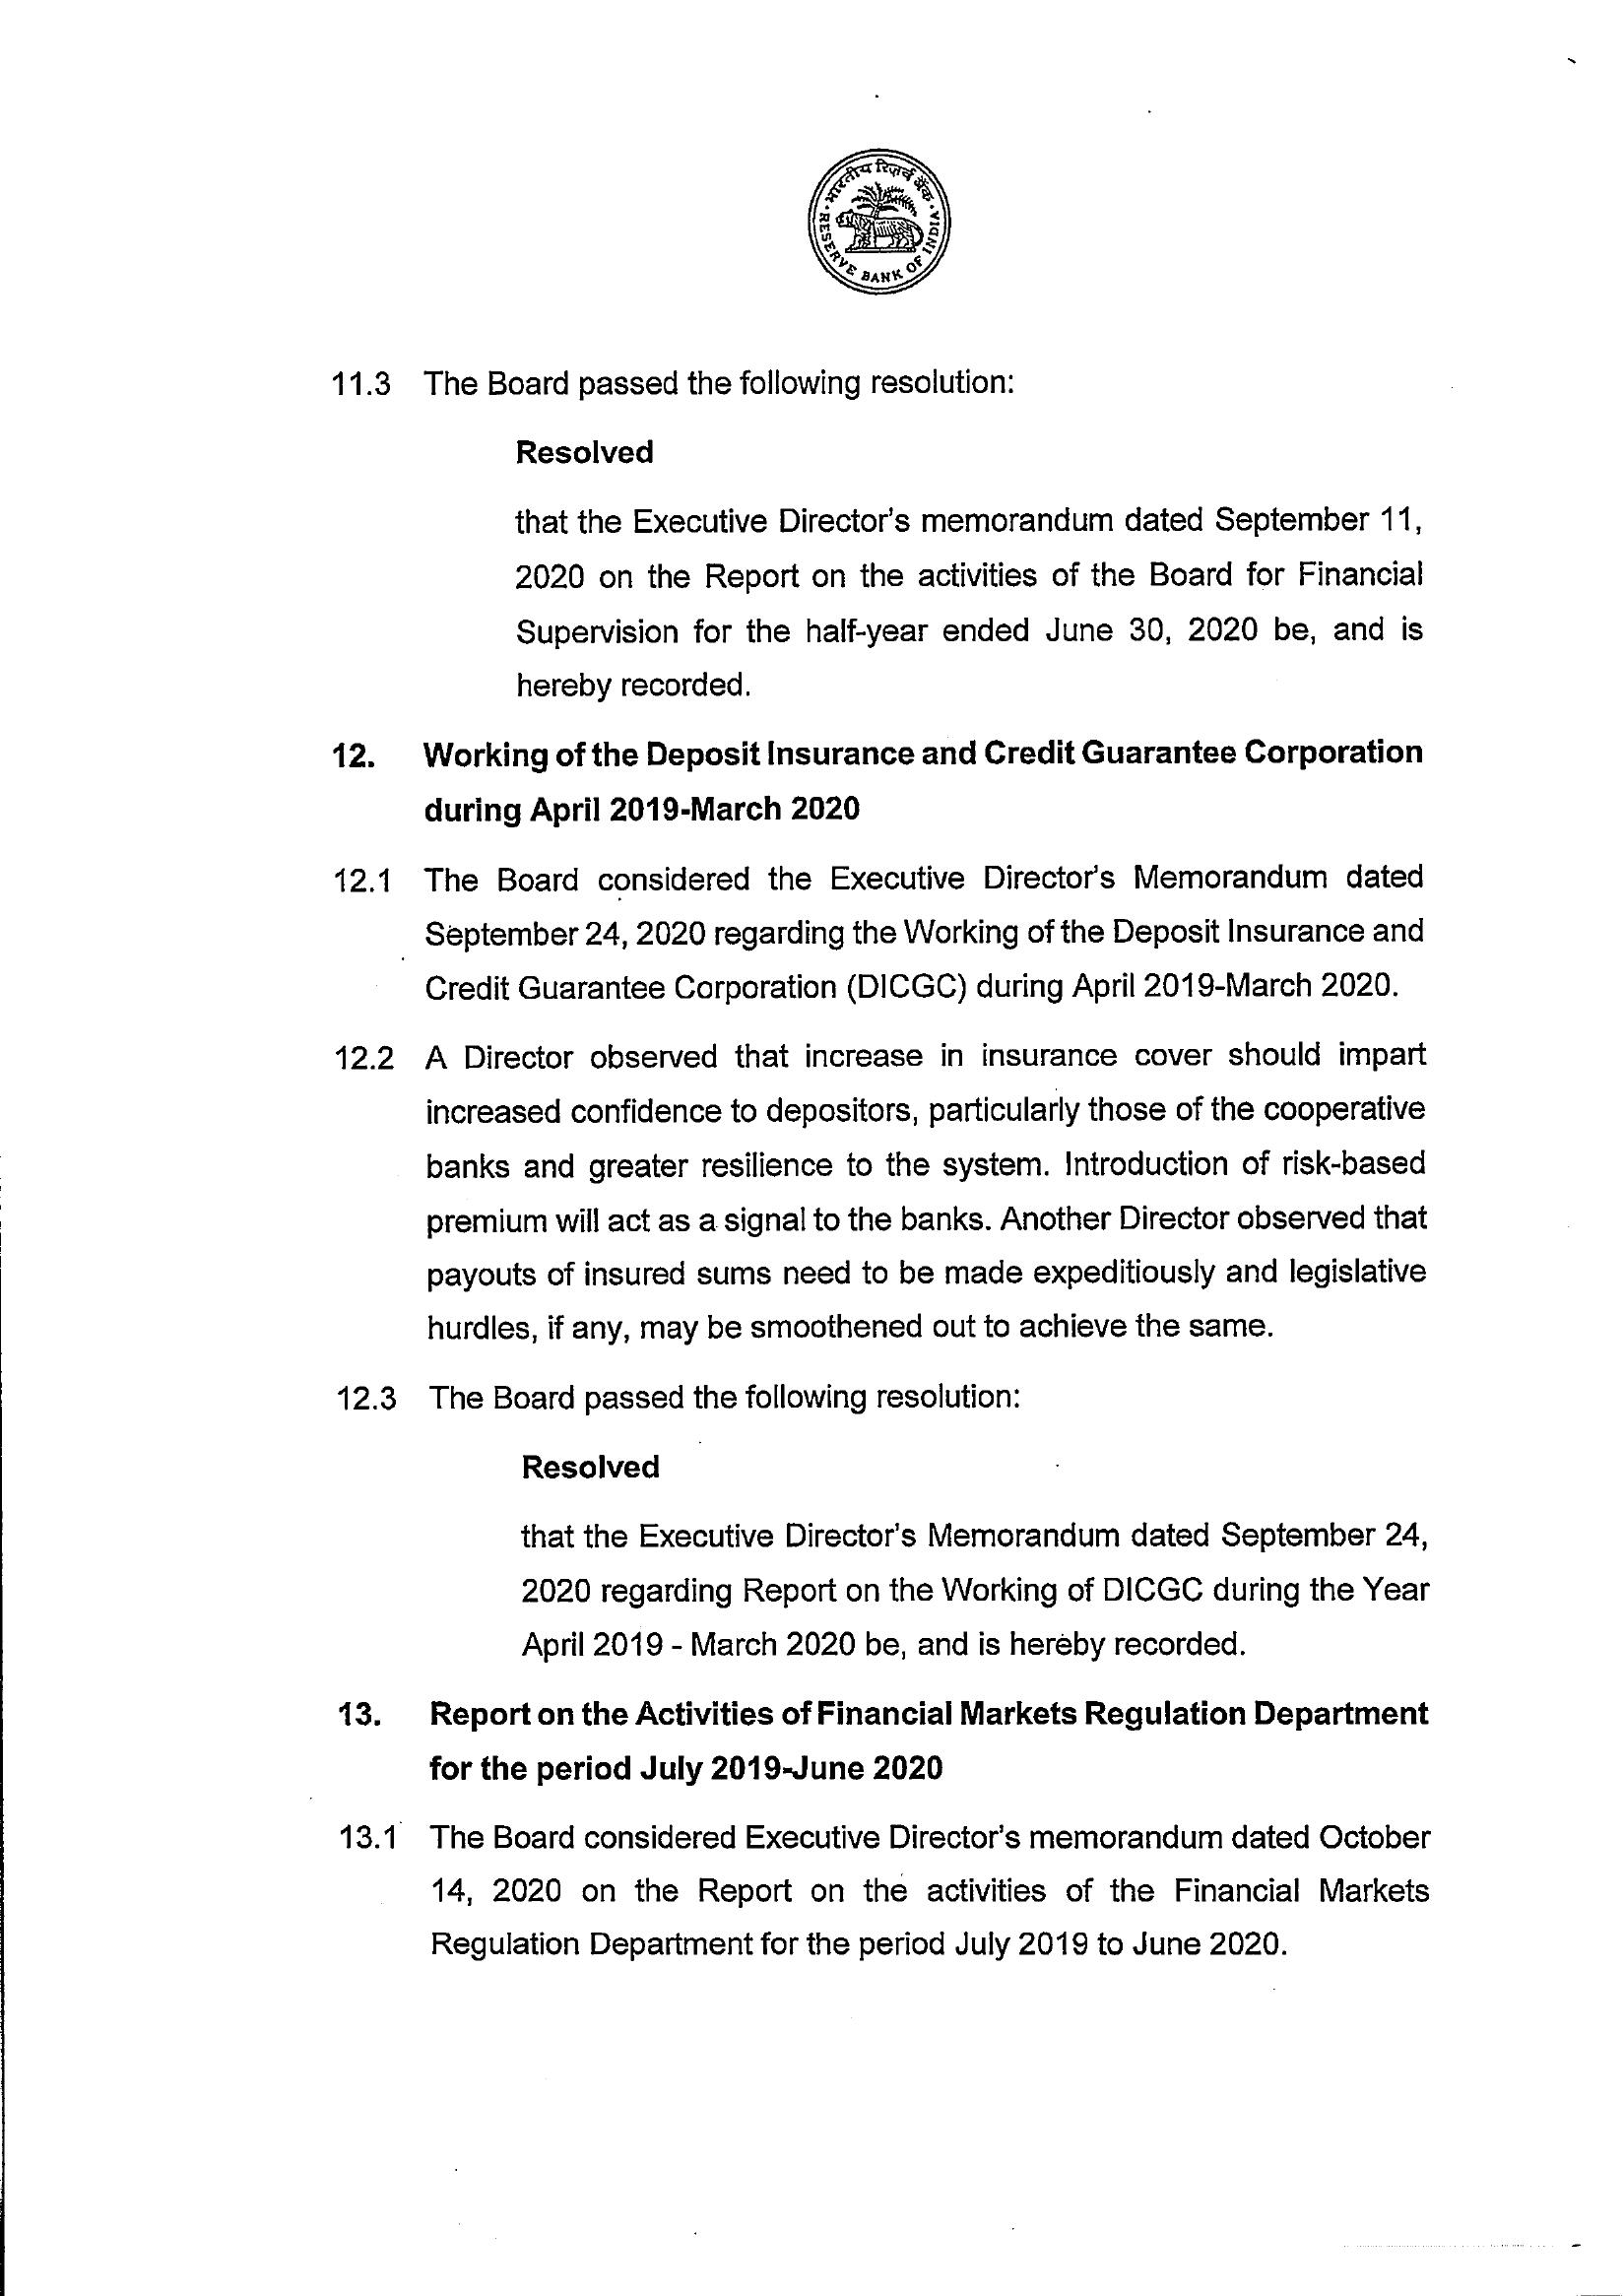 भारतीय रिज़र्व बैंक
RESERVE BANK OF INDIA
11.3 The Board passed the following resolution:
Resolved
that the Executive Director's memorandum dated September 11,
2020 on the Report on the activities of the Board for Financial
Supervision for the half-year ended June 30, 2020 be, and is
hereby recorded.
12. Working of the Deposit Insurance and Credit Guarantee Corporation
during April 2019-March 2020
12.1 The Board considered the Executive Director's Memorandum dated
September 24, 2020 regarding the Working of the Deposit Insurance and
Credit Guarantee Corporation (DICGC) during April 2019-March 2020.
12.2 A Director observed that increase in insurance cover should impart
increased confidence to depositors, particularly those of the cooperative
banks and greater resilience to the system. Introduction of risk-based
premium will act as a signal to the banks. Another Director observed that
payouts of insured sums need to be made expeditiously and legislative
hurdles, if any, may be smoothened out to achieve the same.
12.3 The Board passed the following resolution:
Resolved
that the Executive Director's Memorandum dated September 24,
2020 regarding Report on the Working of DICGC during the Year
April 2019 - March 2020 be, and is hereby recorded.
13. Report on the Activities of Financial Markets Regulation Department
for the period July 2019-June 2020
13.1 The Board considered Executive Director's memorandum dated October
14, 2020 on the Report on the activities of the Financial Markets
Regulation Department for the period July 2019 to June 2020.